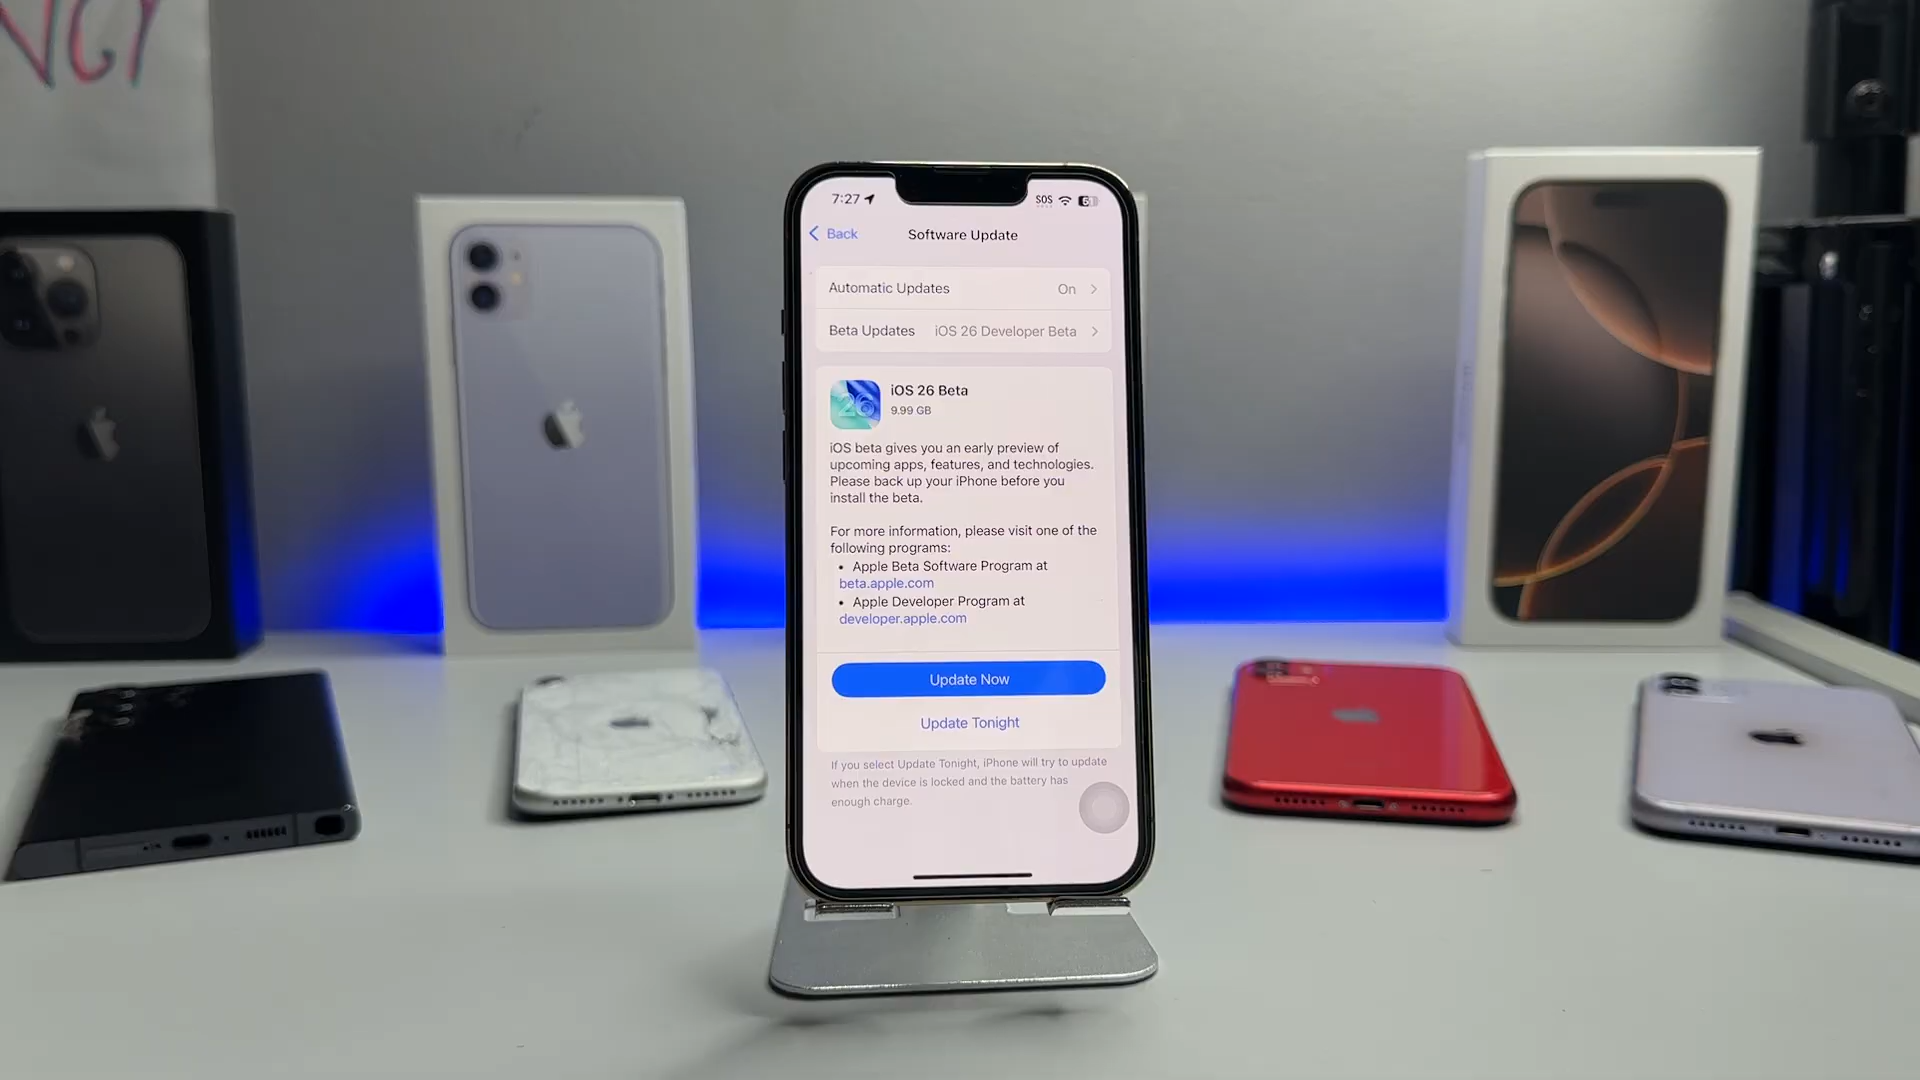 NGY
7:27
SOS
61
Back
Software Update
Automatic Updates On
Beta Updates iOS 26 Developer Beta
26
iOS 26 Beta
9.99 GB
iOS beta gives you an early preview of
upcoming apps, features, and technologies.
Please back up your iPhone before you
install the beta.
For more information, please visit one of the
following programs:
• Apple Beta Software Program at
beta.apple.com
• Apple Developer Program at
developer.apple.com
Update Now
Update Tonight
If you select Update Tonight, iPhone will try to update
when the device is locked and the battery has
enough charge.